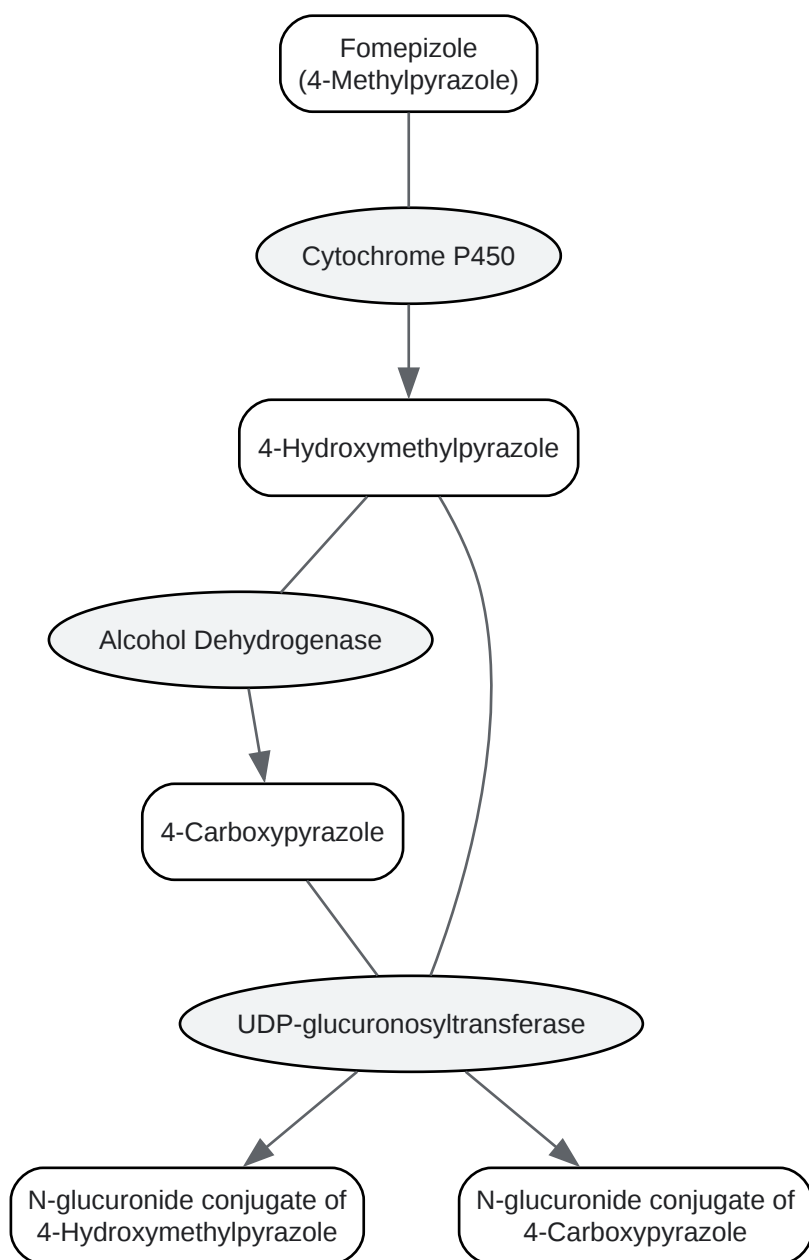 Fomepizole
(4-Methylpyrazole)
Cytochrome P450
4-Hydroxymethylpyrazole
Alcohol Dehydrogenase
4-Carboxypyrazole
UDP-glucuronosyltransferase
N-glucuronide conjugate of
4-Hydroxymethylpyrazole
N-glucuronide conjugate of
4-Carboxypyrazole